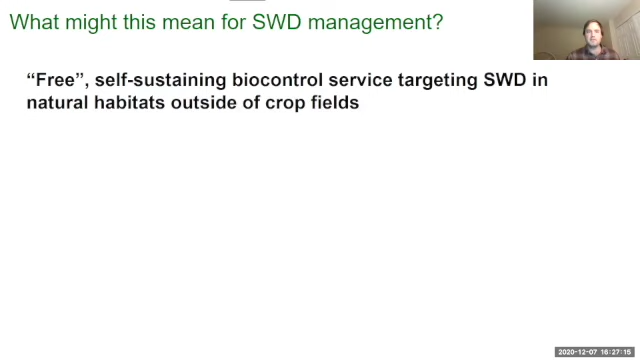 What might this mean for SWD management?
“Free”, self-sustaining biocontrol service targeting SWD in
natural habitats outside of crop fields
2020-12-07 16:27:15